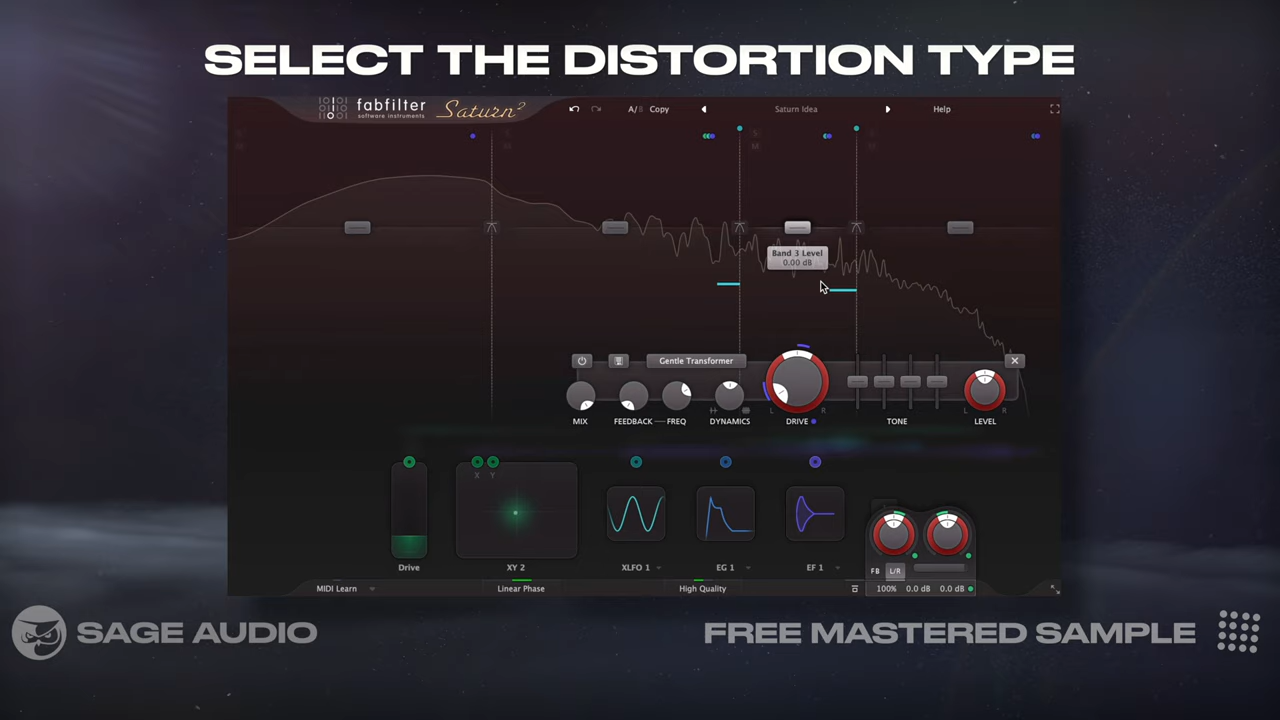 SELECT THE DISTORTION TYPE
fabfilter
software instruments
Saturn 2
A/B Copy
Saturn Idea
Help
S
M
S
M
S
M
S
M
Band 3 Level
0.00 dB
Gentle Transformer
L R
L R
MIX
FEEDBACK
FREQ
DYNAMICS
DRIVE
TONE
LEVEL
X Y
Drive
XY 2
XLFO 1
EG 1
EF 1
FB
L/R
MIDI Learn
Linear Phase
High Quality
100%
0.0 dB
0.0 dB
SAGE AUDIO
FREE MASTERED SAMPLE